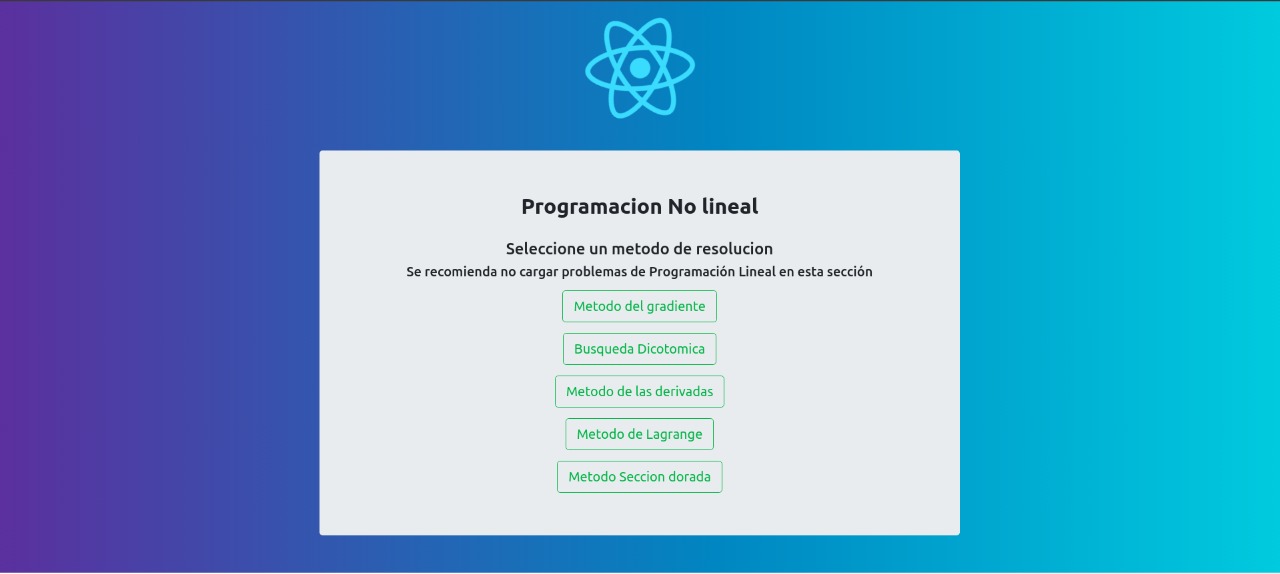 Programacion No lineal
Seleccione un metodo de resolucion
Se recomienda no cargar problemas de Programación Lineal en esta sección
Metodo del gradiente
Busqueda Dicotomica
Metodo de las derivadas
Metodo de Lagrange
Metodo Seccion dorada